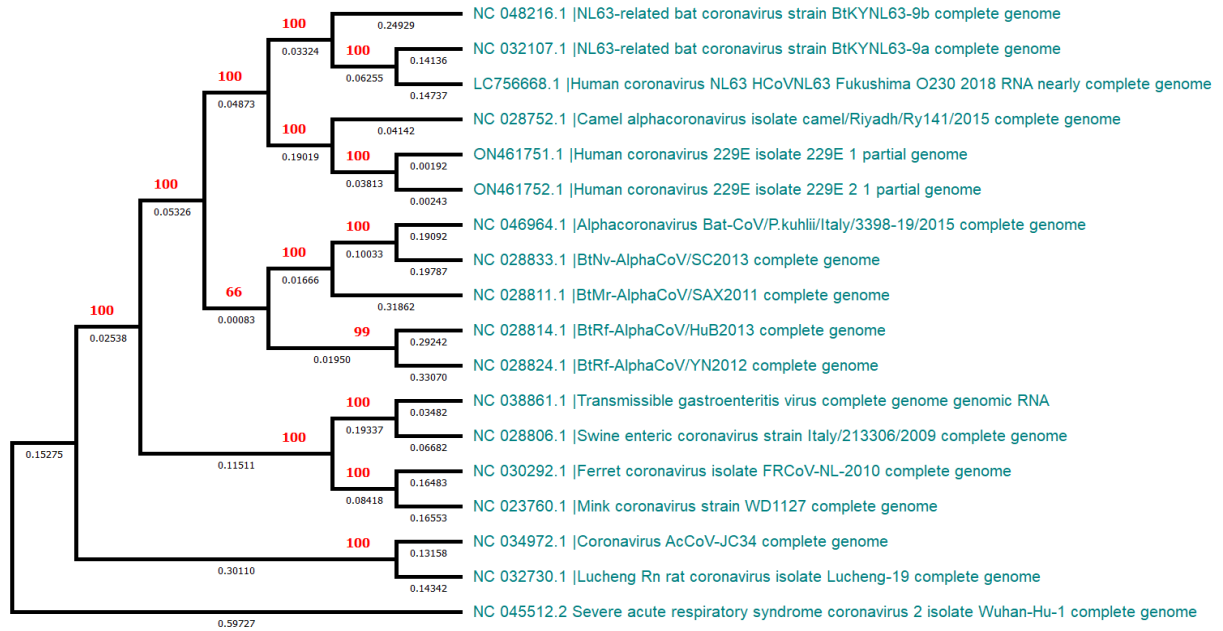 NC 048216.1 |NL63-related bat coronavirus strain BtKYNL63-9b complete genome
100
0.24929
0.03324
NC 032107.1 |NL63-related bat coronavirus strain BtKYNL63-9a complete genome
100
0.14136
100
0.06255
LC756668.1 |Human coronavirus NL63 HCoVNL63 Fukushima O230 2018 RNA nearly complete genome
0.14737
0.04873
NC 028752.1 |Camel alphacoronavirus isolate camel/Riyadh/Ry141/2015 complete genome
100
0.04142
0.19019
ON461751.1 |Human coronavirus 229E isolate 229E 1 partial genome
100
0.00192
0.03813
ON461752.1 |Human coronavirus 229E isolate 229E 2 1 partial genome
100
0.00243
0.05326
NC 046964.1 |Alphacoronavirus Bat-CoV/P.kuhlii/Italy/3398-19/2015 complete genome
100
0.19092
100
0.10033
NC 028833.1 |BtNv-AlphaCoV/SC2013 complete genome
0.19787
0.01666
NC 028811.1 |BtMr-AlphaCoV/SAX2011 complete genome
66
0.31862
100
0.00083
NC 028814.1 |BtRf-AlphaCoV/HuB2013 complete genome
99
0.29242
0.02538
0.01950
NC 028824.1 |BtRf-AlphaCoV/YN2012 complete genome
0.33070
NC 038861.1 |Transmissible gastroenteritis virus complete genome genomic RNA
100
0.03482
0.19337
NC 028806.1 |Swine enteric coronavirus strain Italy/213306/2009 complete genome
100
0.06682
0.15275
0.11511
NC 030292.1 |Ferret coronavirus isolate FRCoV-NL-2010 complete genome
100
0.16483
0.08418
NC 023760.1 |Mink coronavirus strain WD1127 complete genome
0.16553
NC 034972.1 |Coronavirus AcCoV-JC34 complete genome
100
0.13158
0.30110
NC 032730.1 |Lucheng Rn rat coronavirus isolate Lucheng-19 complete genome
0.14342
NC 045512.2 Severe acute respiratory syndrome coronavirus 2 isolate Wuhan-Hu-1 complete genome
0.59727